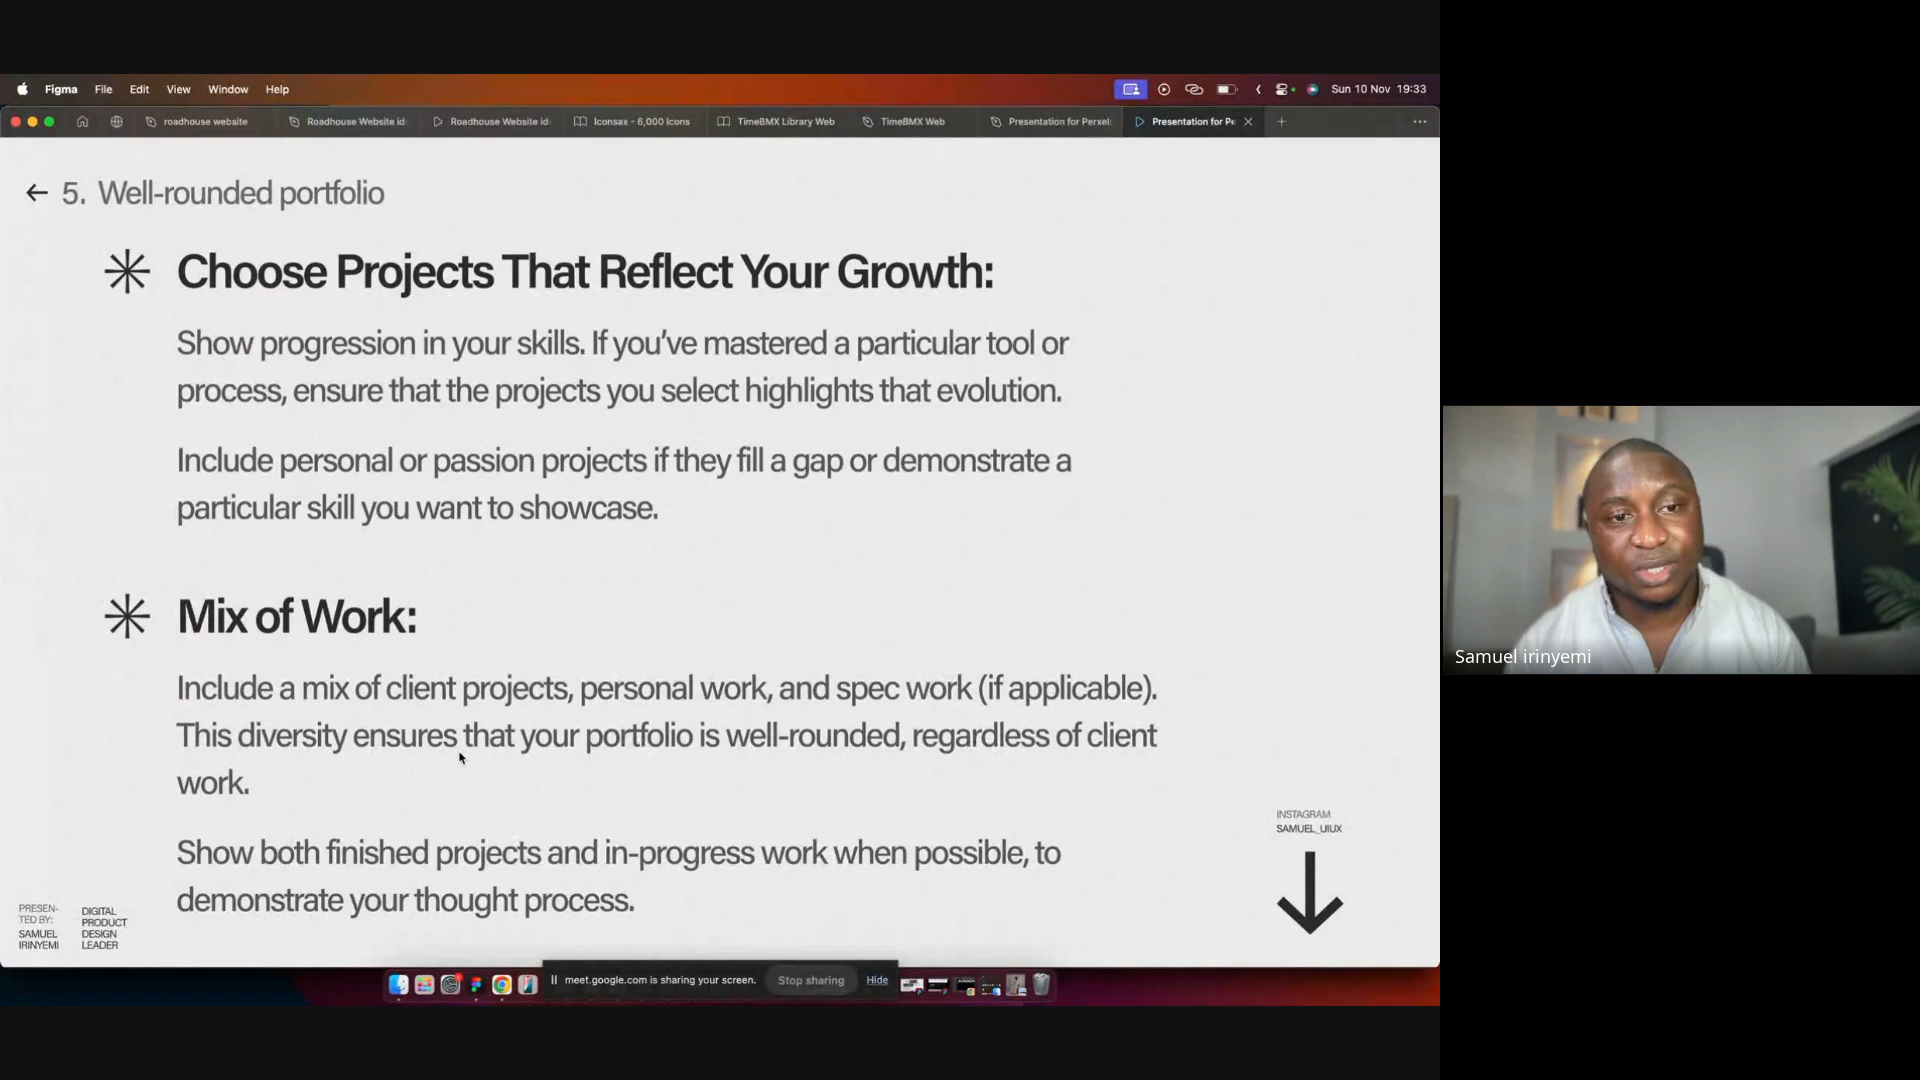 Figma File Edit View Window Help Sun 10 Nov 19:33
roadhouse website Roadhouse Website id Roadhouse Website id Iconsax - 6,000 Icons TimeBMX Library Web TimeBMX Web Presentation for Perxel Presentation for Pe
5. Well-rounded portfolio
Choose Projects That Reflect Your Growth:
Show progression in your skills. If you’ve mastered a particular tool or
process, ensure that the projects you select highlights that evolution.
Include personal or passion projects if they fill a gap or demonstrate a
particular skill you want to showcase.
Mix of Work:
Include a mix of client projects, personal work, and spec work (if applicable).
This diversity ensures that your portfolio is well-rounded, regardless of client
work.
Show both finished projects and in-progress work when possible, to
demonstrate your thought process.
INSTAGRAM
SAMUEL_UIUX
PRESEN-
TED BY:
SAMUEL
IRINYEMI
DIGITAL
PRODUCT
DESIGN
LEADER
meet.google.com is sharing your screen. Stop sharing Hide
Samuel irinyemi